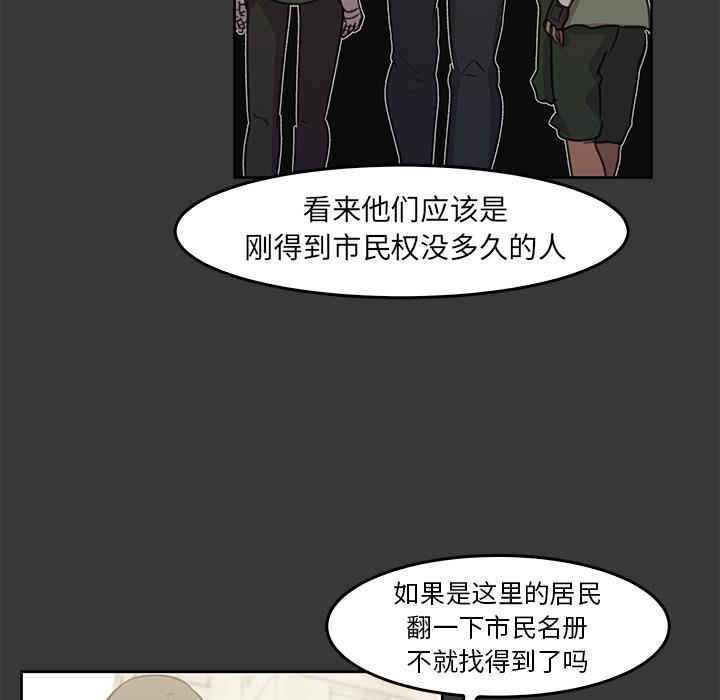 看来他们应该是
刚得到市民权没多久的人
如果是这里的居民
翻一下市民名册
不就找得到了吗